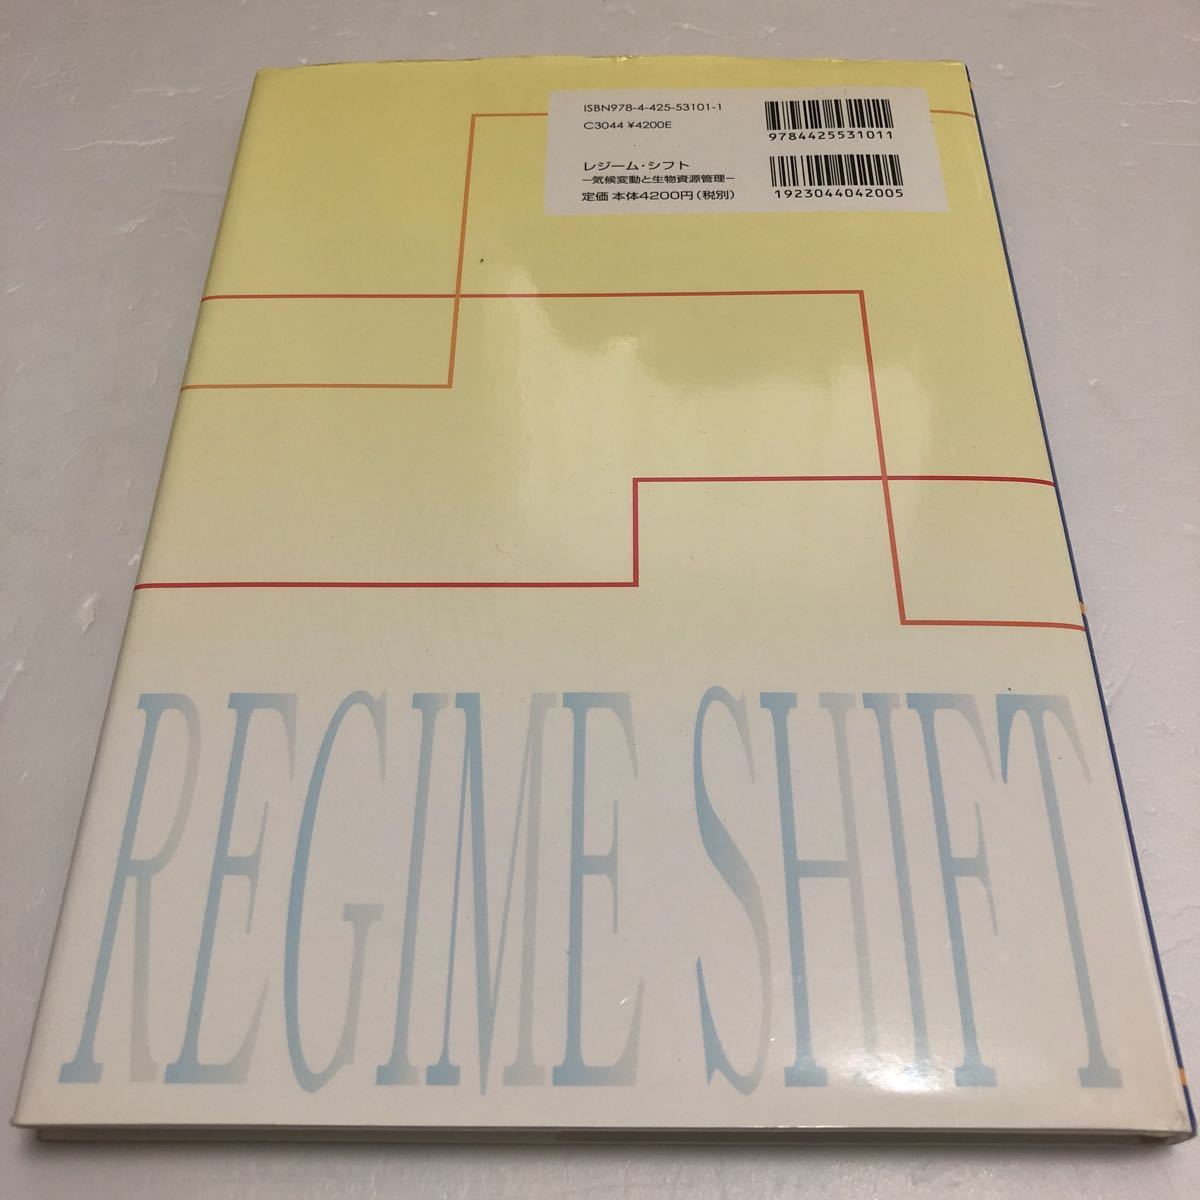 ISBN978-4-425-53101-1
C3044 ¥4200E
9784425531011
レジーム・シフト
−気候変動と生物資源管理−
定価 本体4200円(税別)
1923044042005
REGIME SHIFT